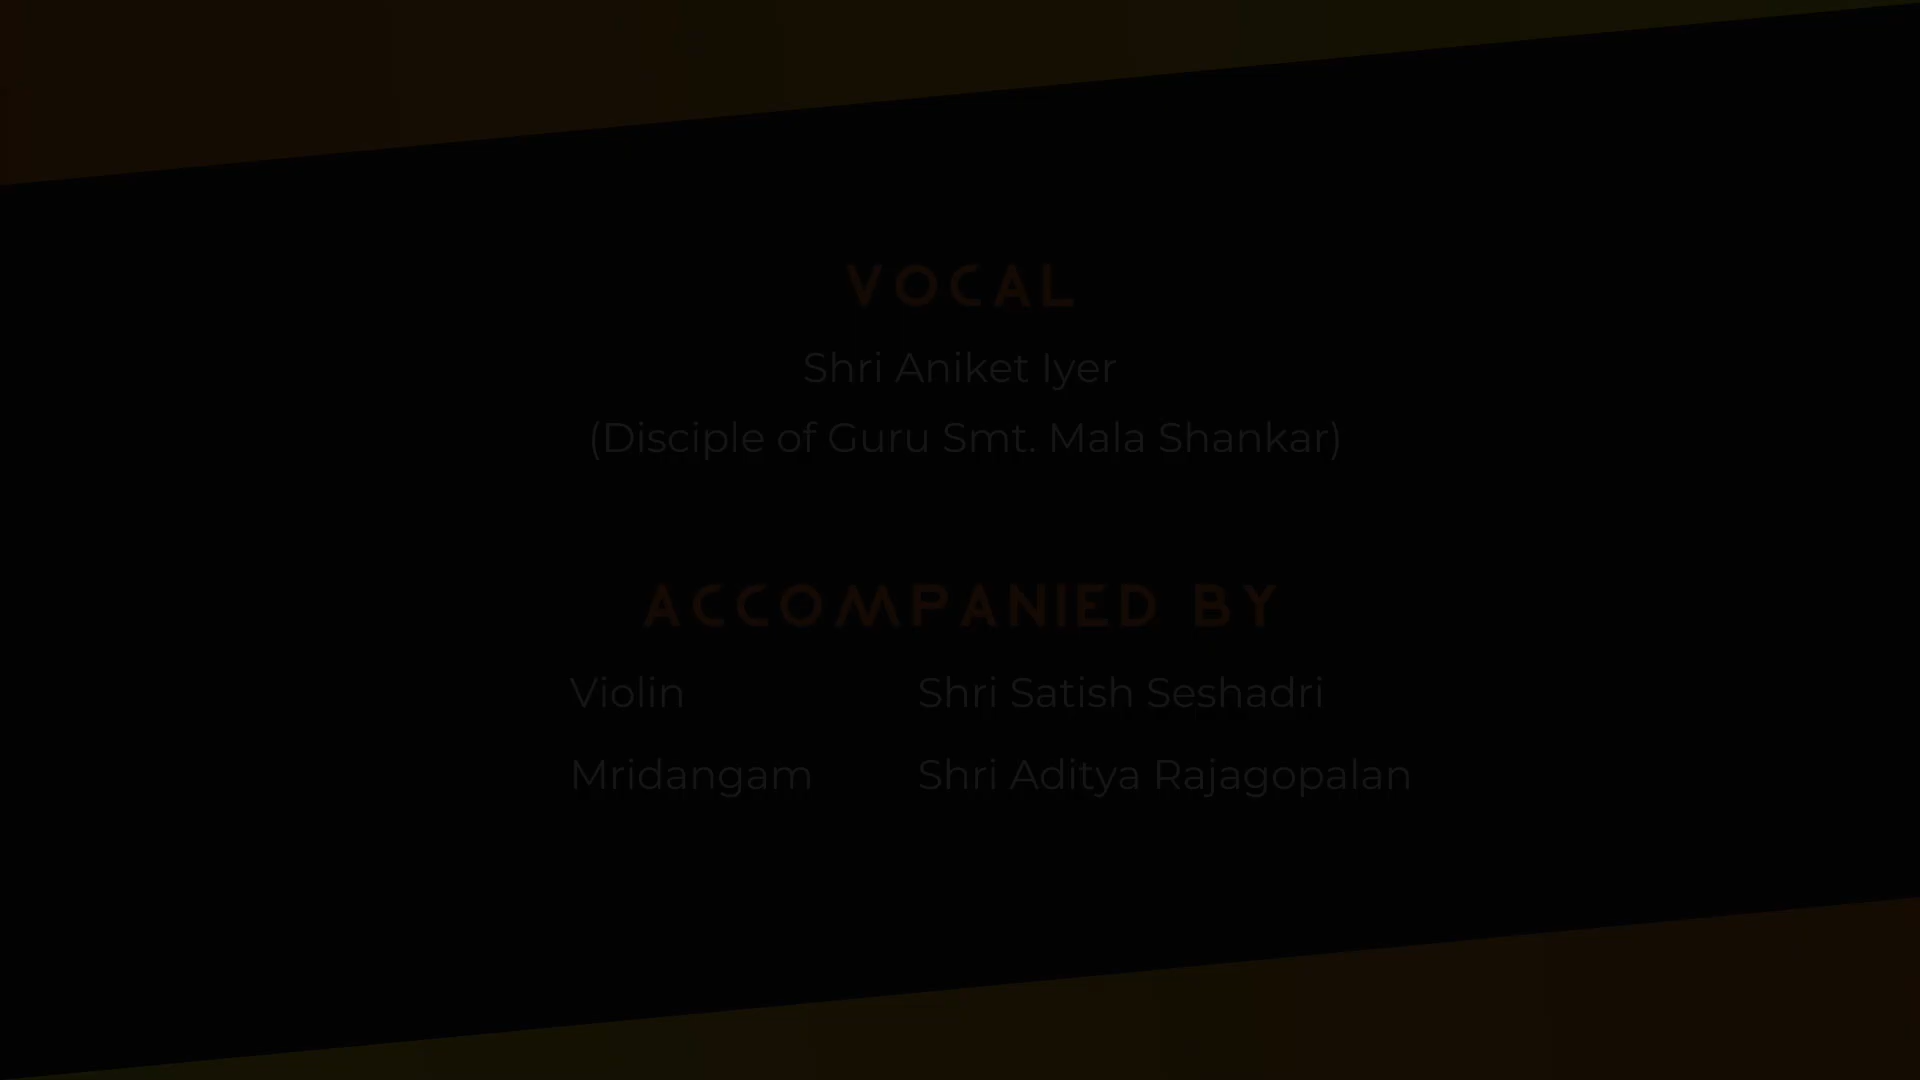 VOCAL
Shri Aniket Iyer
(Disciple of Guru Smt. Mala Shankar)
ACCOMPANIED BY
Violin Shri Satish Seshadri
Mridangam Shri Aditya Rajagopalan